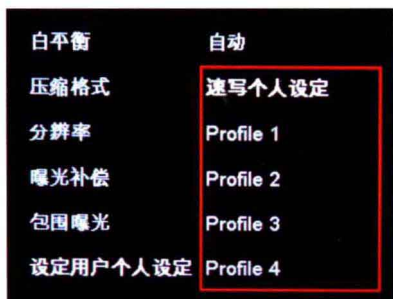 白平衡 自动
压缩格式 速写个人设定
分辨率 Profile 1
曝光补偿 Profile 2
包围曝光 Profile 3
设定用户个人设定 Profile 4